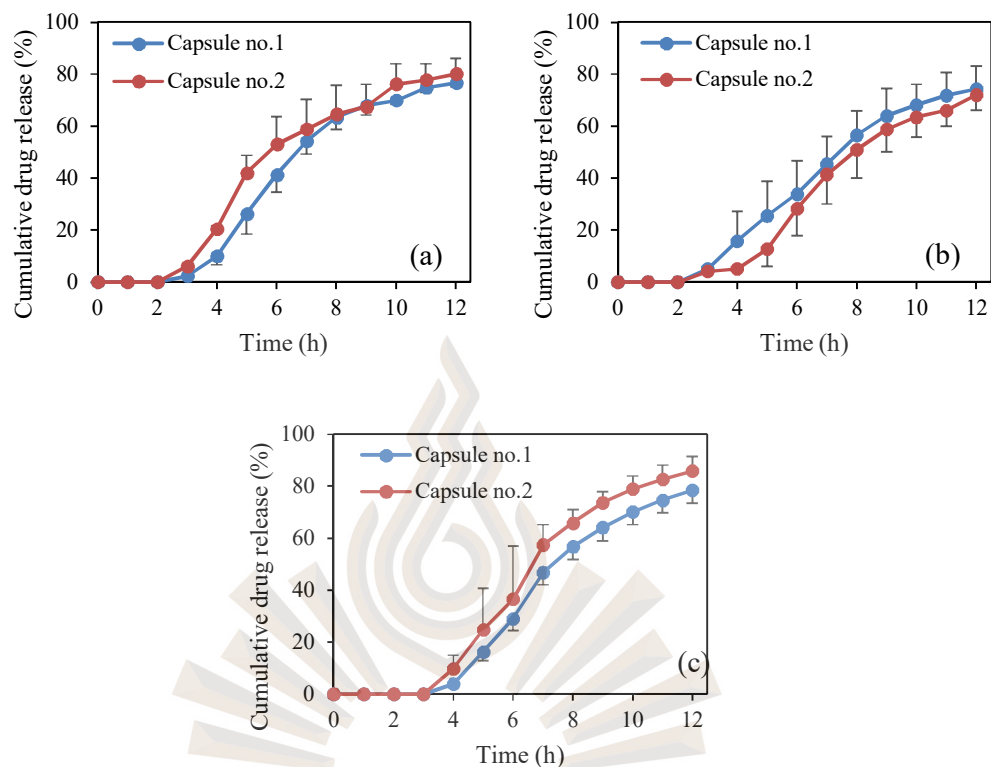 Cumulative drug release (%)
100
80
60
40
20
0
Capsule no.1
Capsule no.2
(a)
0 2 4 6 8 10 12
Time (h)
Cumulative drug release (%)
100
80
60
40
20
0
Capsule no.1
Capsule no.2
(b)
0 2 4 6 8 10 12
Time (h)
Cumulative drug release (%)
100
80
60
40
20
0
Capsule no.1
Capsule no.2
(c)
0 2 4 6 8 10 12
Time (h)